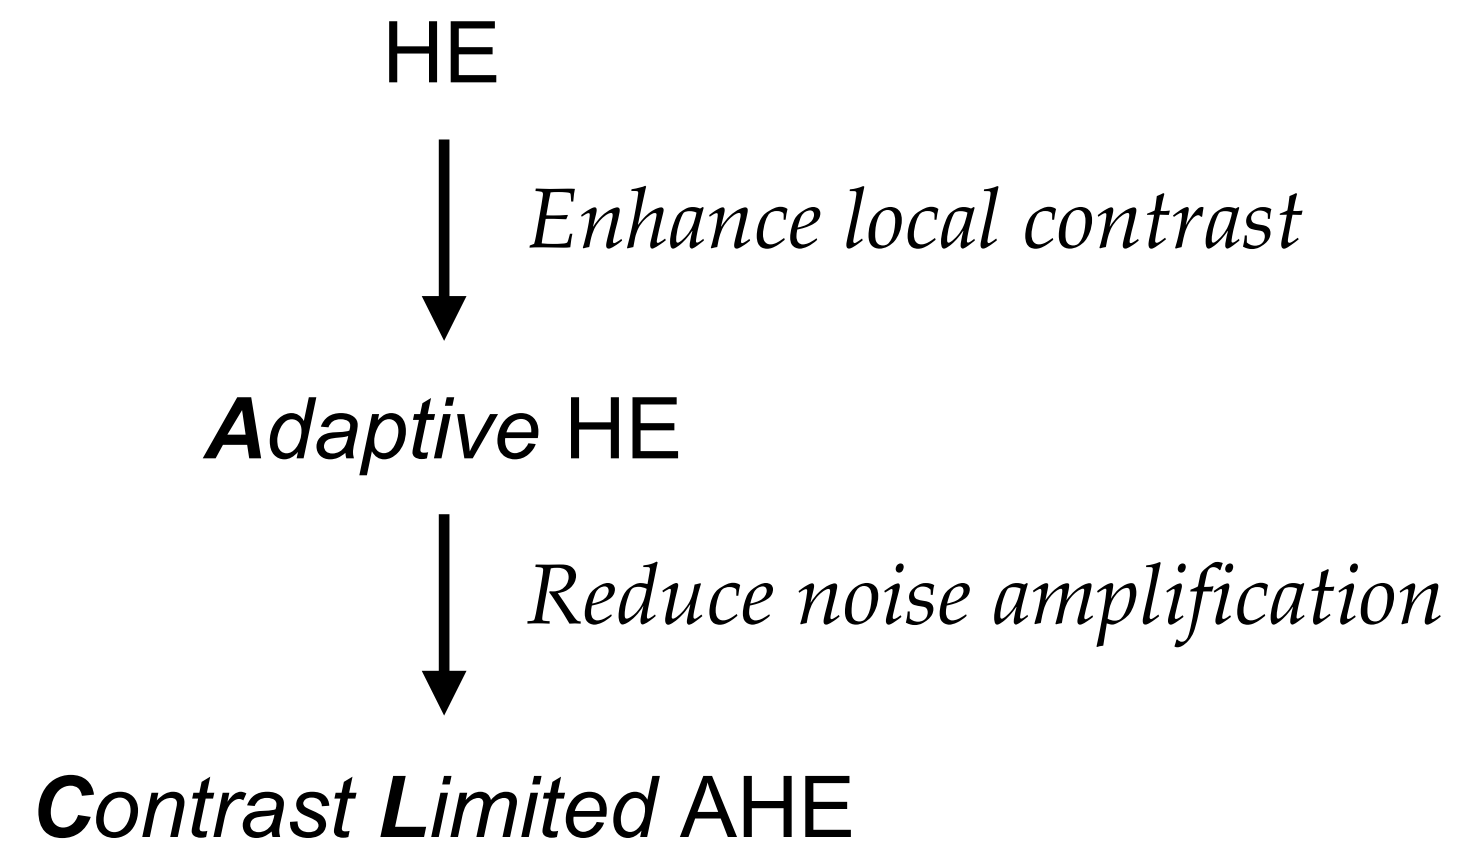 HE
Enhance local contrast
Adaptive HE
Reduce noise amplification
Contrast Limited AHE